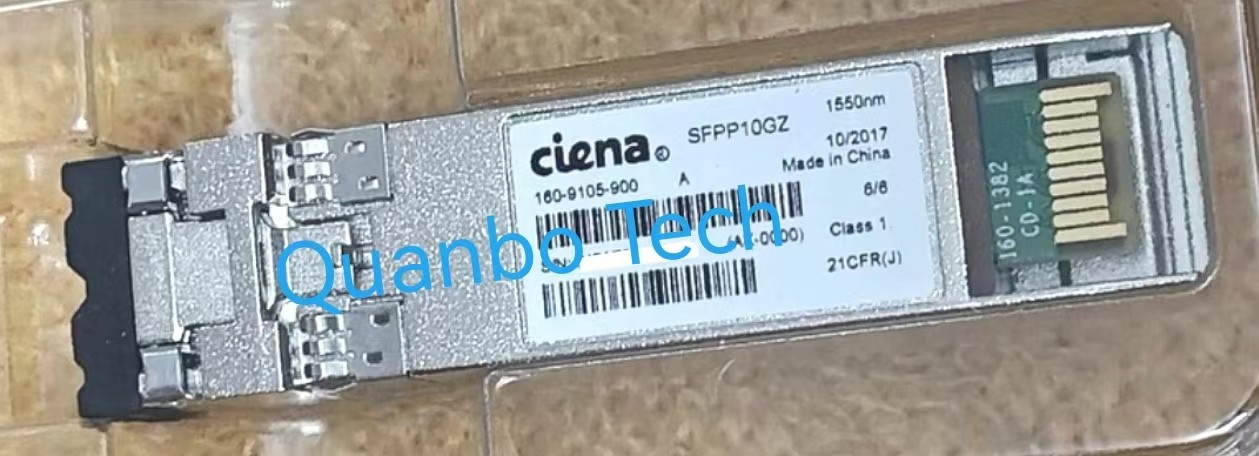 ciena®
SFPP10GZ
1550nm
10/2017
Made in China
160-9105-900 A
6/6
Class 1
21CFR(J)
Quanbo Tech
160-1382
CD-1A